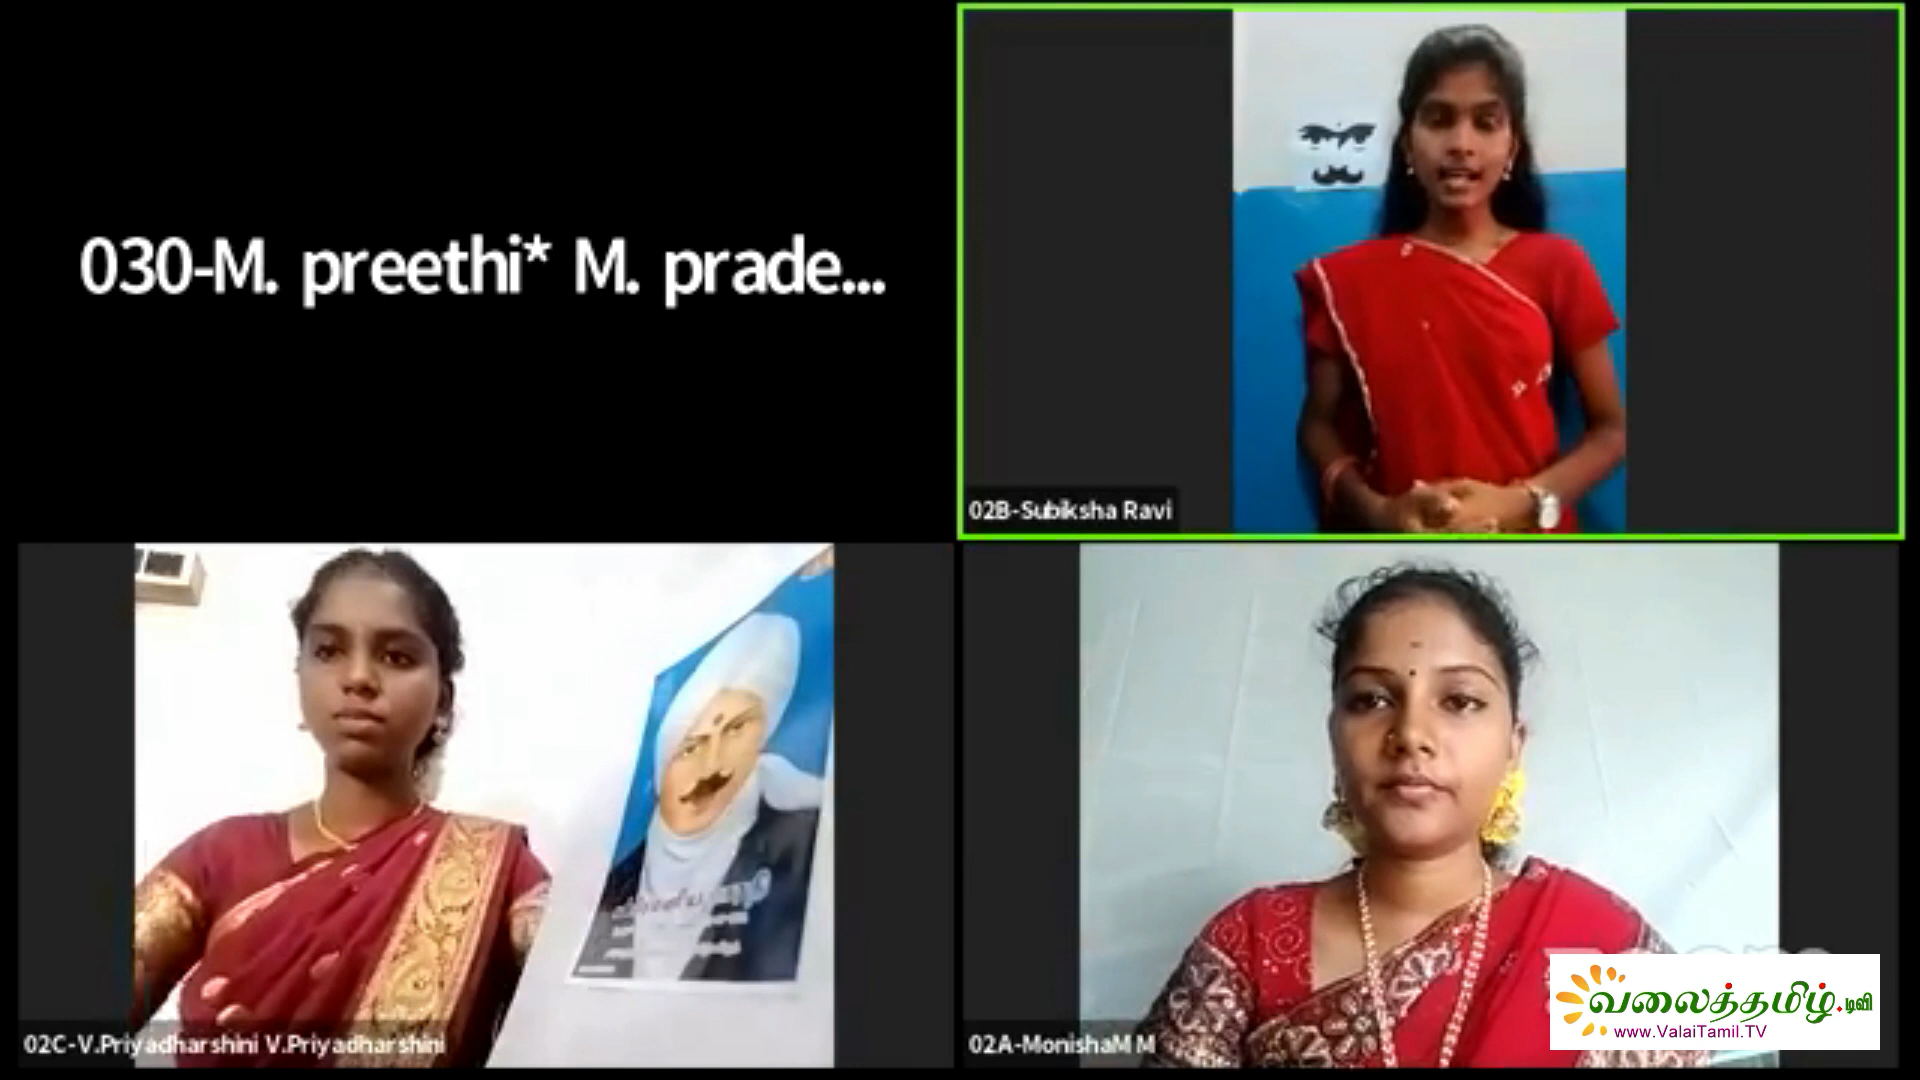 030-M. preethi* M. prade...
02B-Subiksha Ravi
02C-V.Priyadharshini V.Priyadharshini
02A-MonishaM M
வலைத்தமிழ்.டிவி
www.ValaiTamil.TV